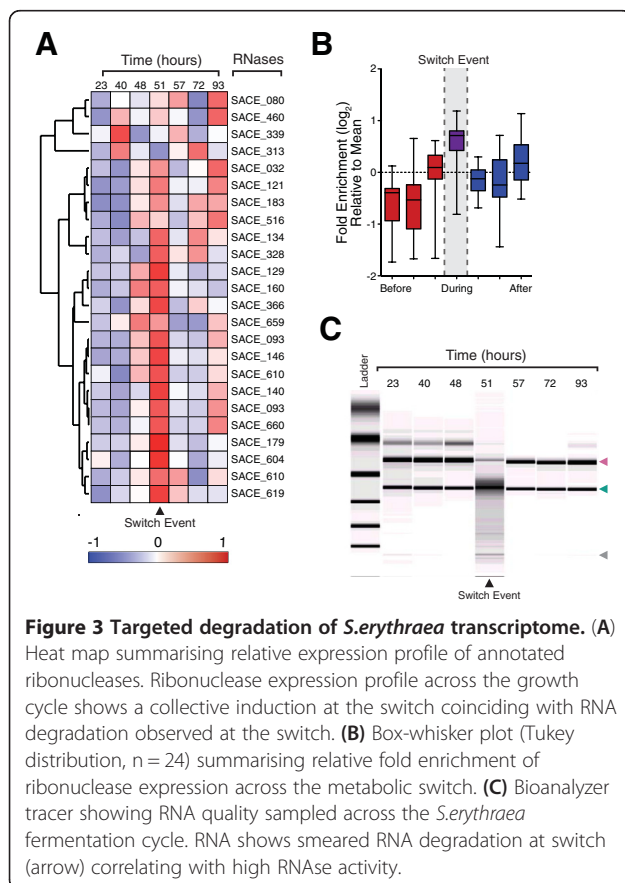 A
Time (hours) RNases
23 40 48 51 57 72 93
SACE_080
SACE_460
SACE_339
SACE_313
SACE_032
SACE_121
SACE_183
SACE_516
SACE_134
SACE_328
SACE_129
SACE_160
SACE_366
SACE_659
SACE_093
SACE_146
SACE_610
SACE_140
SACE_093
SACE_660
SACE_179
SACE_604
SACE_610
SACE_619
Switch Event
-1 0 1
B
Switch Event
Fold Enrichment (log2)
Relative to Mean
2
1
0
-1
-2
Before During After
C
Time (hours)
Ladder
23 40 48 51 57 72 93
Switch Event
Figure 3 Targeted degradation of S.erythraea transcriptome. (A)
Heat map summarising relative expression profile of annotated
ribonucleases. Ribonuclease expression profile across the growth
cycle shows a collective induction at the switch coinciding with RNA
degradation observed at the switch. (B) Box-whisker plot (Tukey
distribution, n = 24) summarising relative fold enrichment of
ribonuclease expression across the metabolic switch. (C) Bioanalyzer
tracer showing RNA quality sampled across the S.erythraea
fermentation cycle. RNA shows smeared RNA degradation at switch
(arrow) correlating with high RNAse activity.